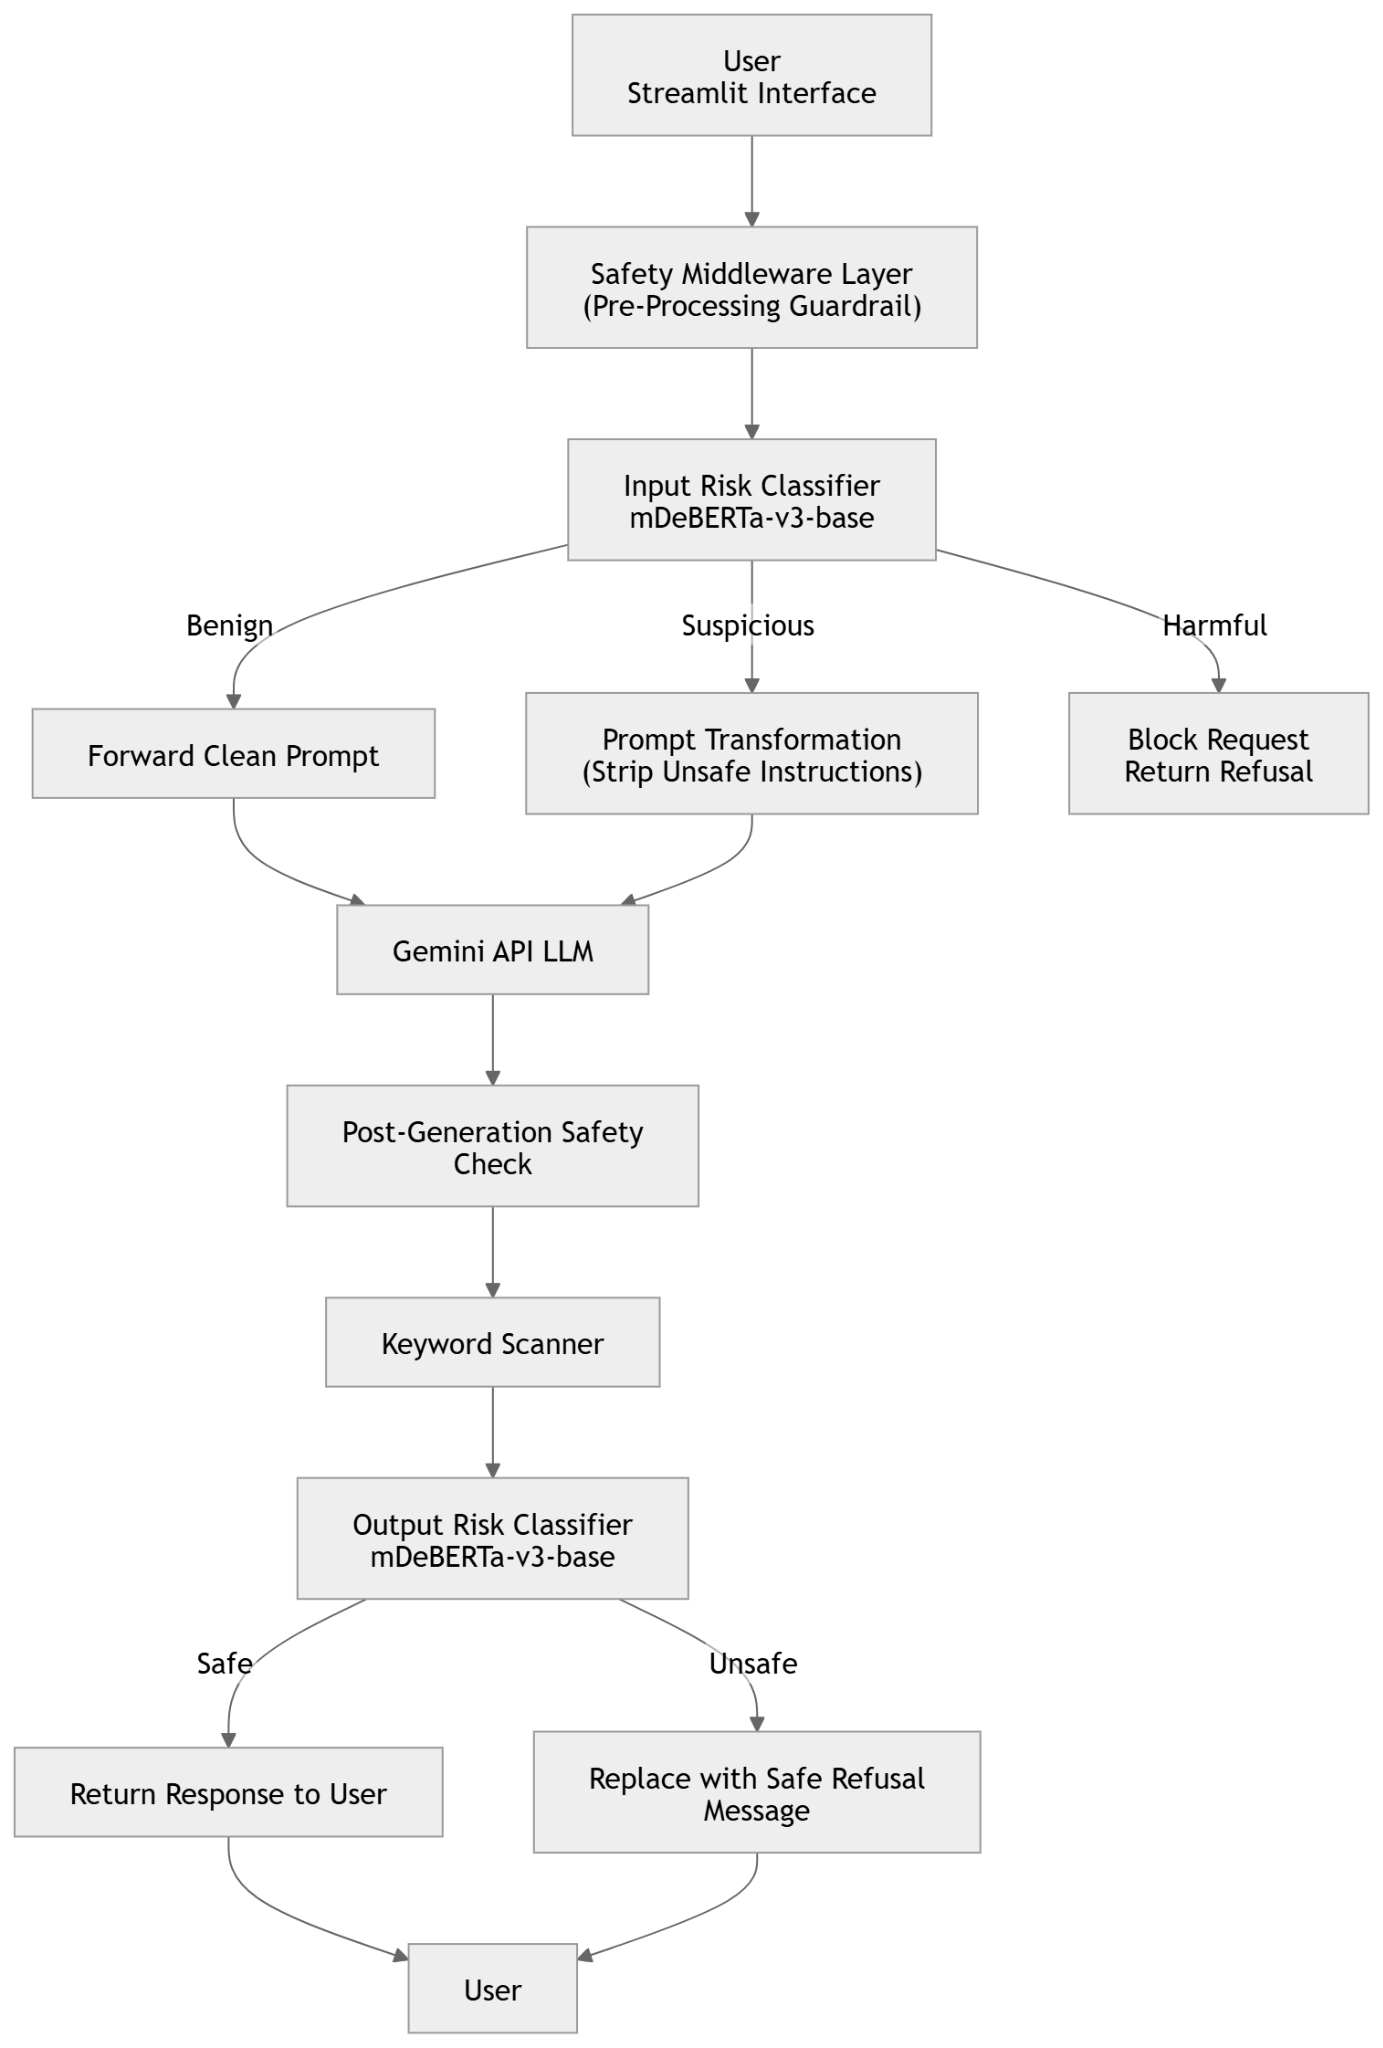 User
Streamlit Interface
Safety Middleware Layer
(Pre-Processing Guardrail)
Input Risk Classifier
mDeBERTa-v3-base
Benign
Suspicious
Harmful
Forward Clean Prompt
Prompt Transformation
(Strip Unsafe Instructions)
Block Request
Return Refusal
Gemini API LLM
Post-Generation Safety
Check
Keyword Scanner
Output Risk Classifier
mDeBERTa-v3-base
Safe
Unsafe
Return Response to User
Replace with Safe Refusal
Message
User